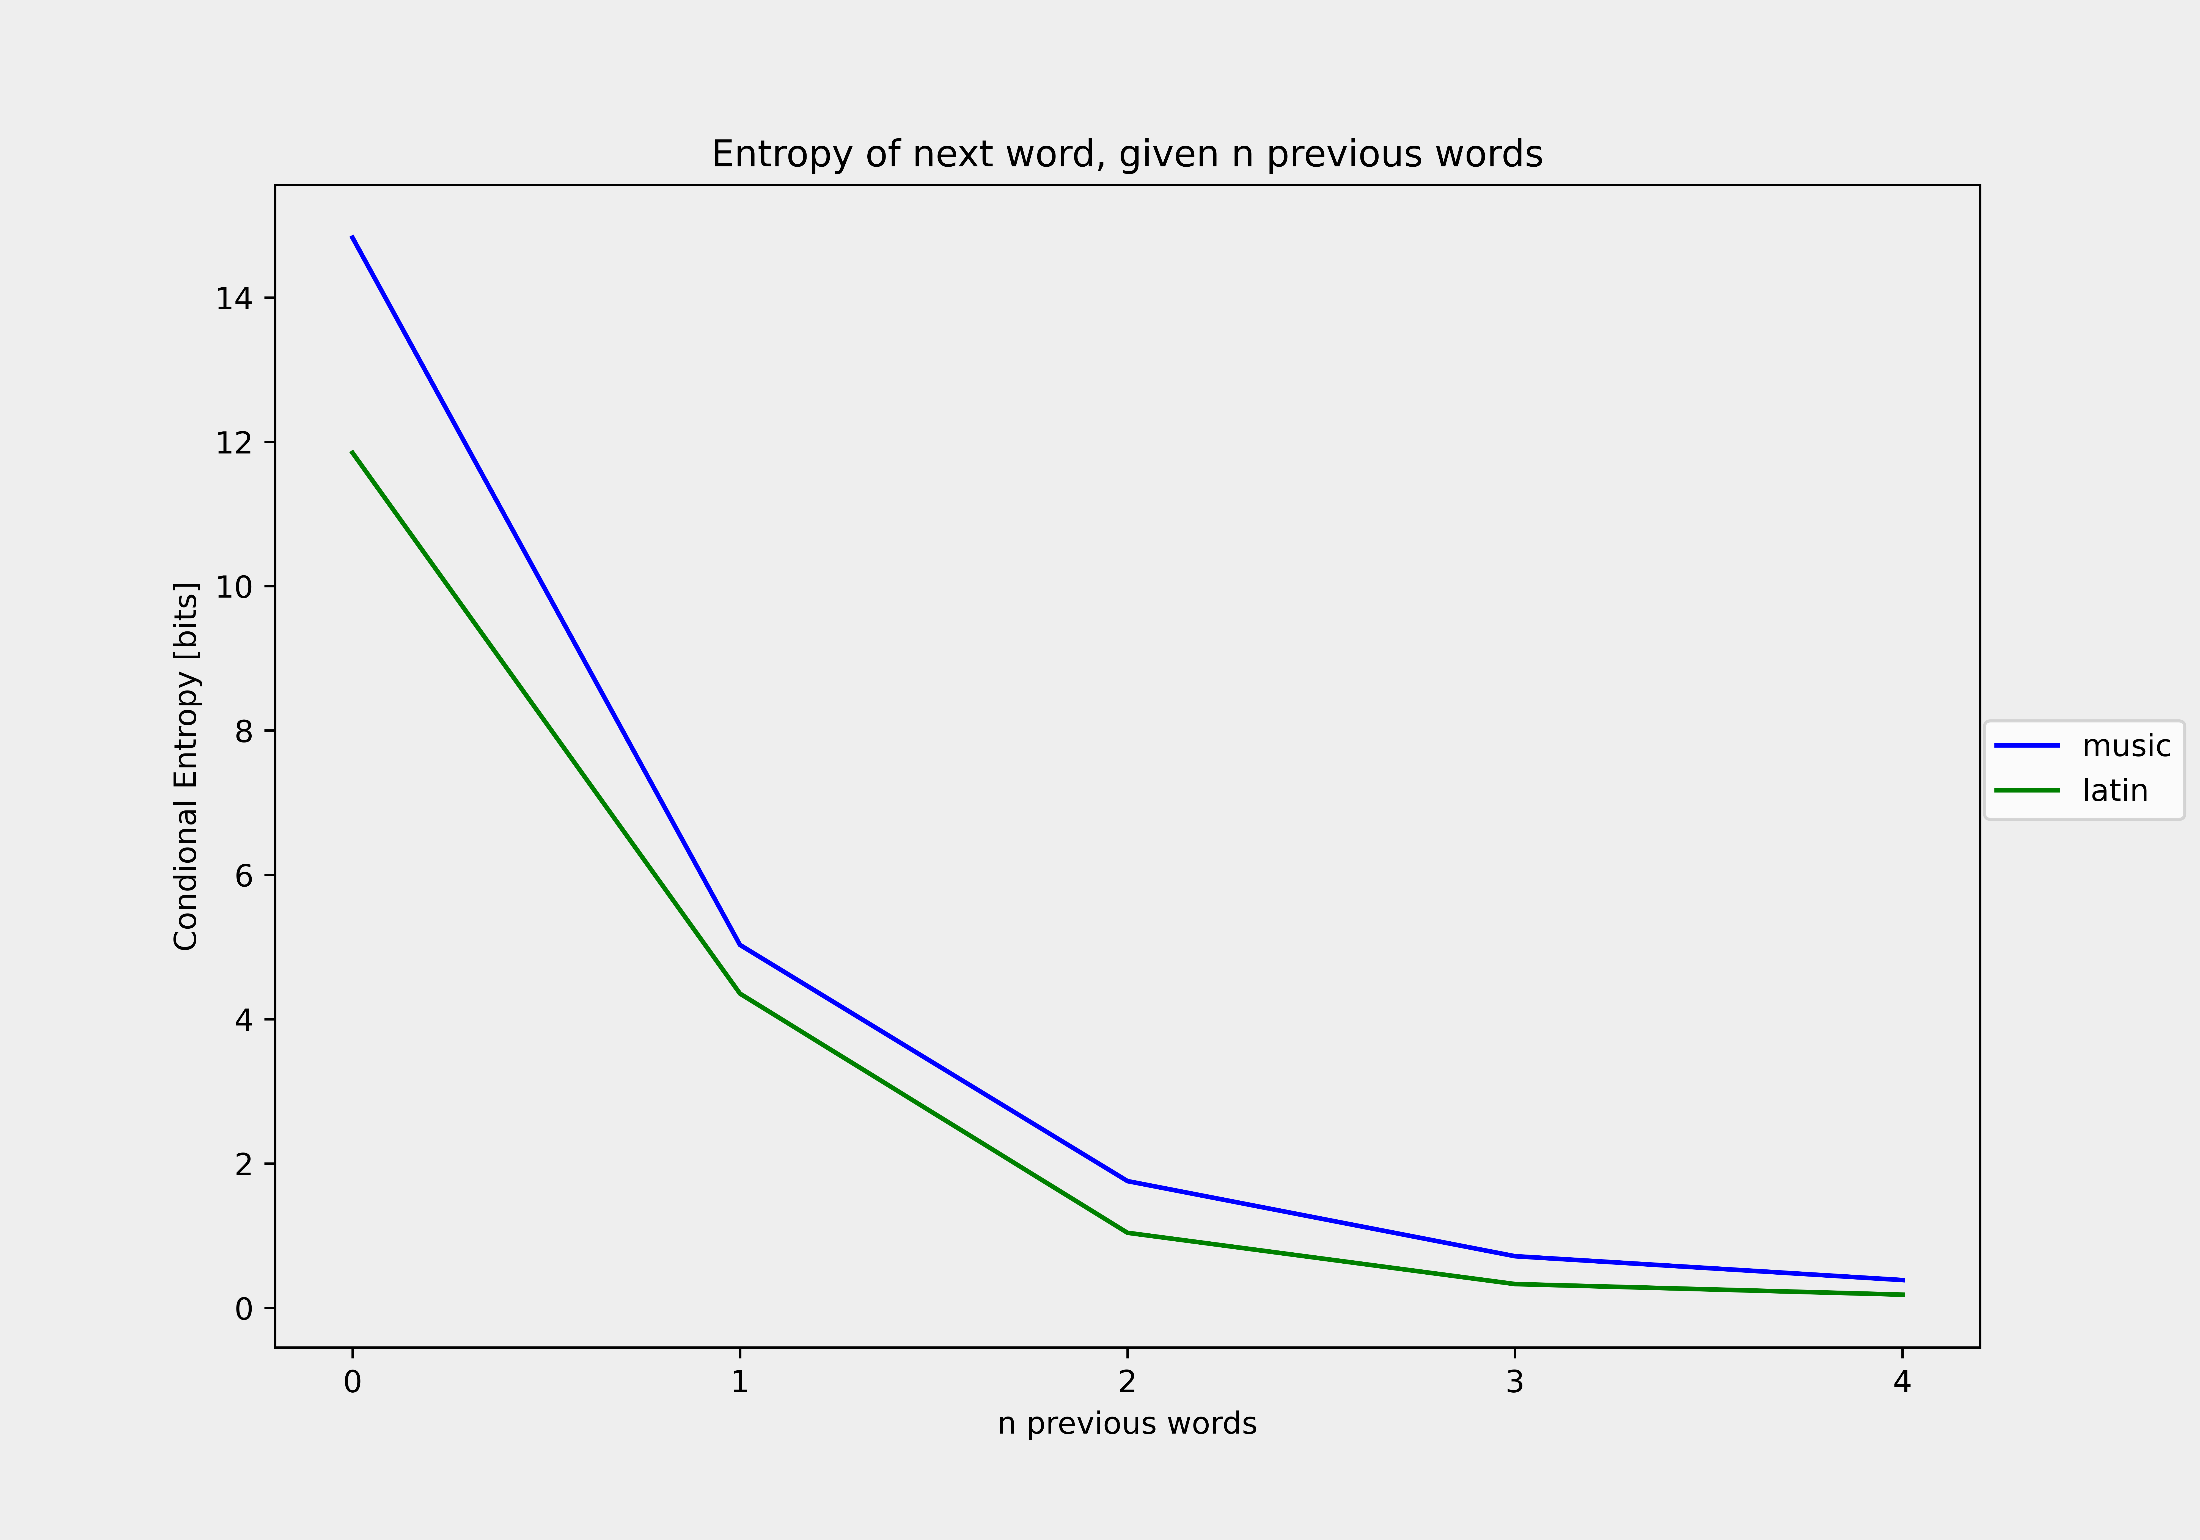 Entropy of next word, given n previous words
Condional Entropy [bits]
14
12
10
8
6
4
2
0
0 1 2 3 4
n previous words
music
latin